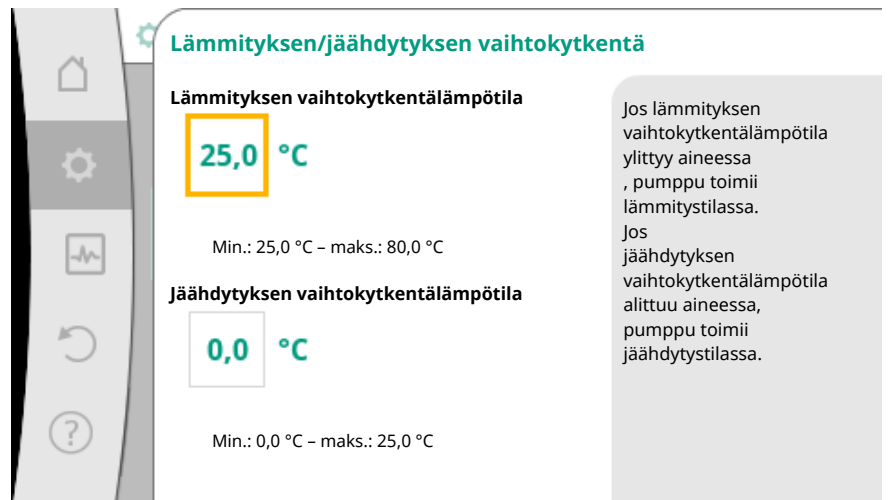 Lämmityksen/jäähdytyksen vaihtokytkentä
Lämmityksen vaihtokytkentälämpötila
25,0 °C
Min.: 25,0 °C – maks.: 80,0 °C
Jäähdytyksen vaihtokytkentälämpötila
0,0 °C
Min.: 0,0 °C – maks.: 25,0 °C
Jos lämmityksen
vaihtokytkentälämpötila
ylittyy aineessa
, pumppu toimii
lämmitystilassa.
Jos
jäähdytyksen
vaihtokytkentälämpötila
alittuu aineessa,
pumppu toimii
jäähdytystilassa.
?